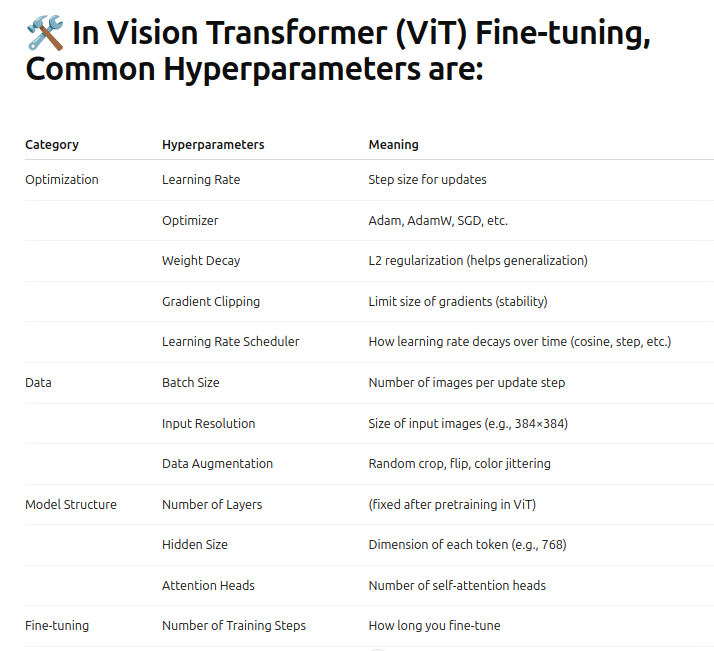 🛠️ In Vision Transformer (ViT) Fine-tuning,
Common Hyperparameters are:
Category Hyperparameters Meaning
Optimization Learning Rate Step size for updates
Optimizer Adam, AdamW, SGD, etc.
Weight Decay L2 regularization (helps generalization)
Gradient Clipping Limit size of gradients (stability)
Learning Rate Scheduler How learning rate decays over time (cosine, step, etc.)
Data Batch Size Number of images per update step
Input Resolution Size of input images (e.g., 384×384)
Data Augmentation Random crop, flip, color jittering
Model Structure Number of Layers (fixed after pretraining in ViT)
Hidden Size Dimension of each token (e.g., 768)
Attention Heads Number of self-attention heads
Fine-tuning Number of Training Steps How long you fine-tune